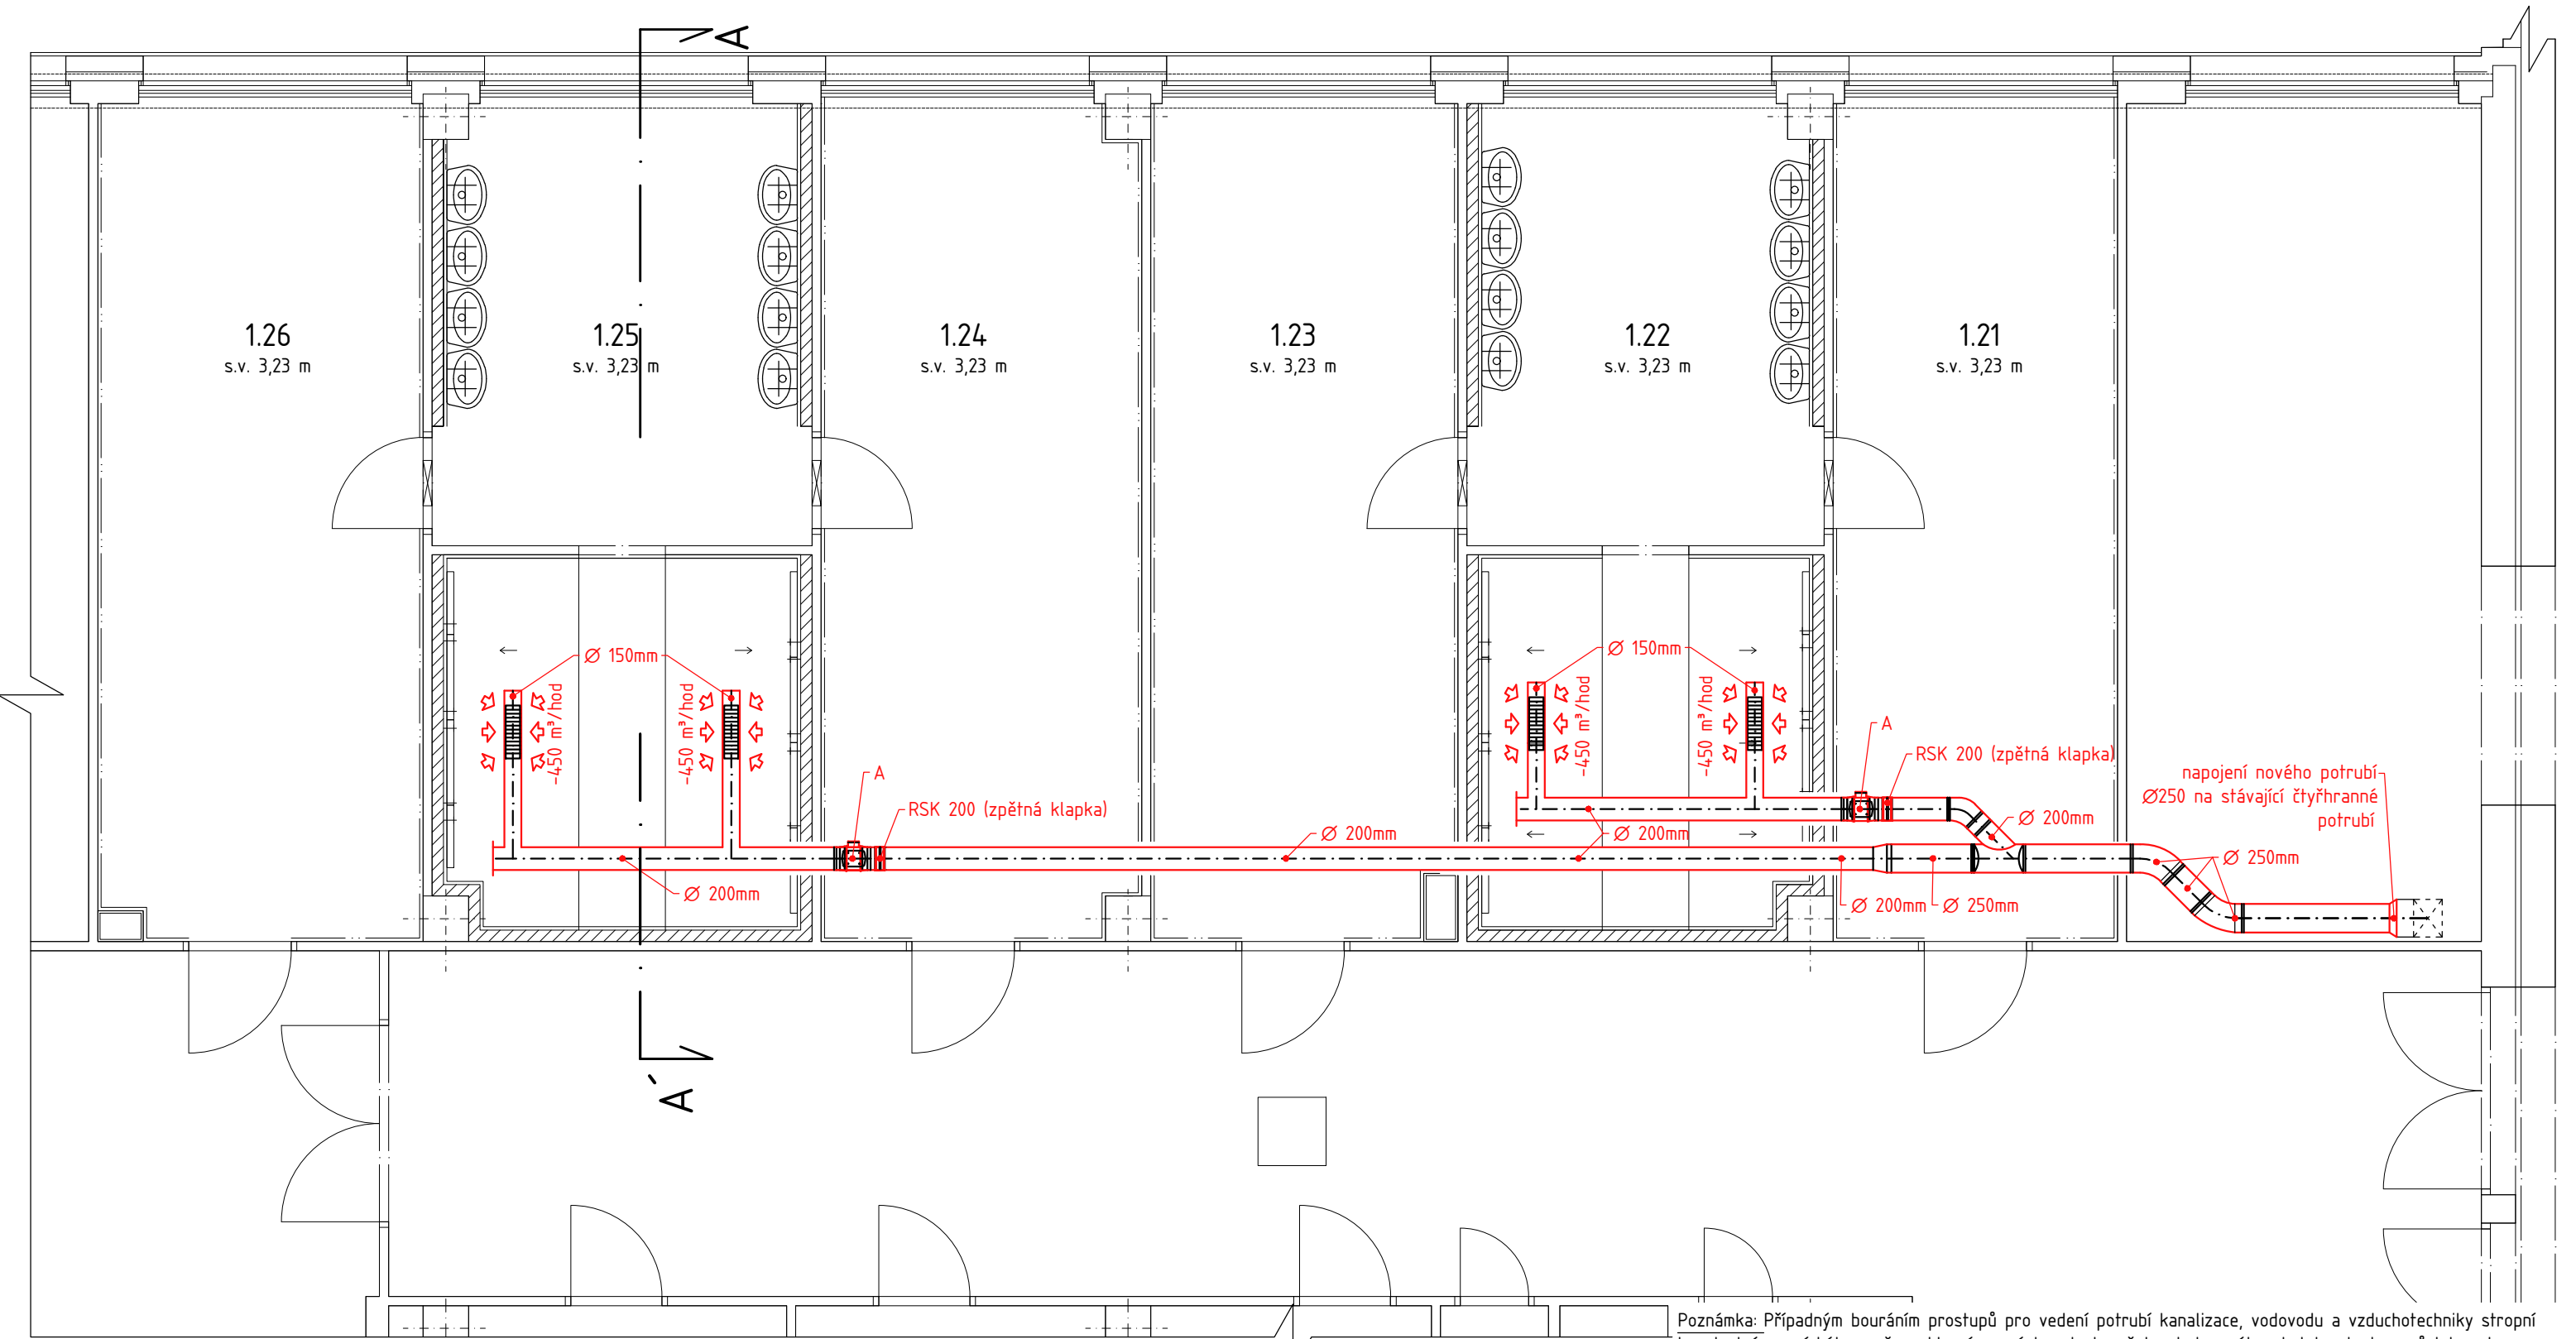 A
1.26
s.v. 3,23 m
1.25
s.v. 3,23 m
1.24
s.v. 3,23 m
1.23
s.v. 3,23 m
1.22
s.v. 3,23 m
1.21
s.v. 3,23 m
Ø 150mm
-450 m³/hod
-450 m³/hod
A
RSK 200 (zpětná klapka)
Ø 200mm
Ø 200mm
Ø 150mm
-450 m³/hod
-450 m³/hod
A
RSK 200 (zpětná klapka)
Ø 200mm
Ø 200mm
Ø 200mm
Ø 250mm
Ø 250mm
napojení nového potrubí
Ø250 na stávající čtyřhranné
potrubí
A´
Poznámka: Případným bouráním prostupů pro vedení potrubí kanalizace, vodovodu a vzduchotechniky stropní